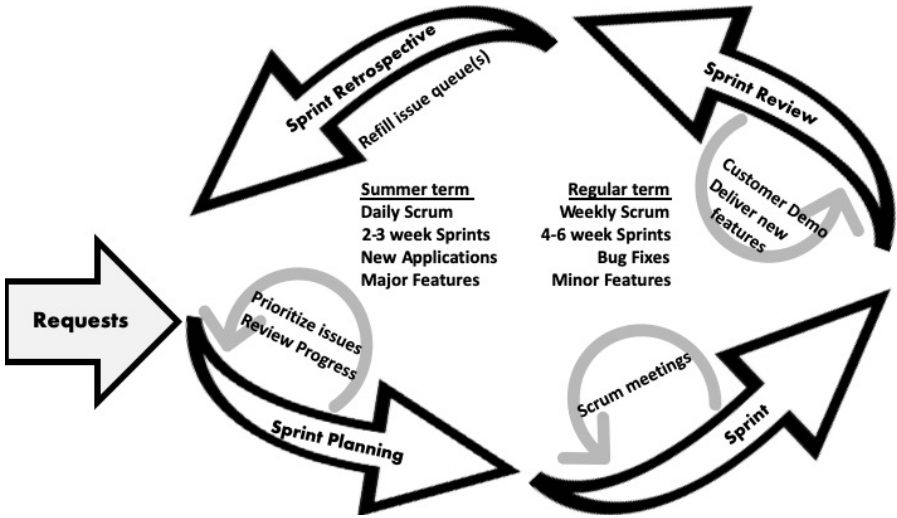 Sprint Retrospective
Refill issue queue(s)
Sprint Review
Customer Demo
Deliver new
features
Summer term
Daily Scrum
2-3 week Sprints
New Applications
Major Features
Regular term
Weekly Scrum
4-6 week Sprints
Bug Fixes
Minor Features
Requests
Prioritize issues
Review Progress
Sprint Planning
Scrum meetings
Sprint